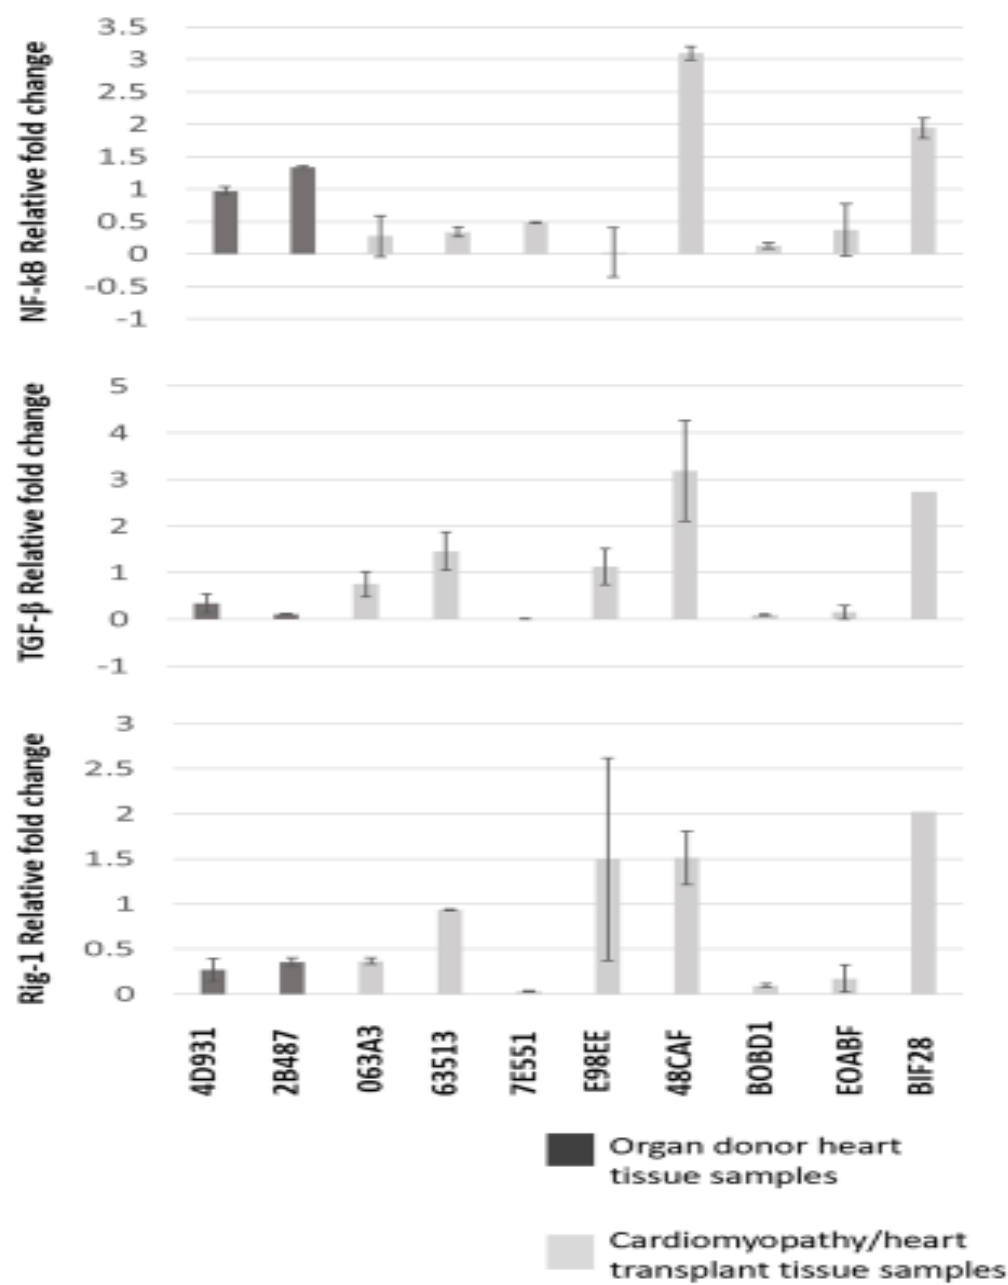 NF-kB Relative fold change
3.5
3
2.5
2
1.5
1
0.5
0
-0.5
-1
TGF-β Relative fold change
5
4
3
2
1
0
-1
Rig-1 Relative fold change
3
2.5
2
1.5
1
0.5
0
4D931
2B487
063A3
63513
7E551
E98EE
48CAF
BOBD1
EOABF
BIF28
Organ donor heart
tissue samples
Cardiomyopathy/heart
transplant tissue samples